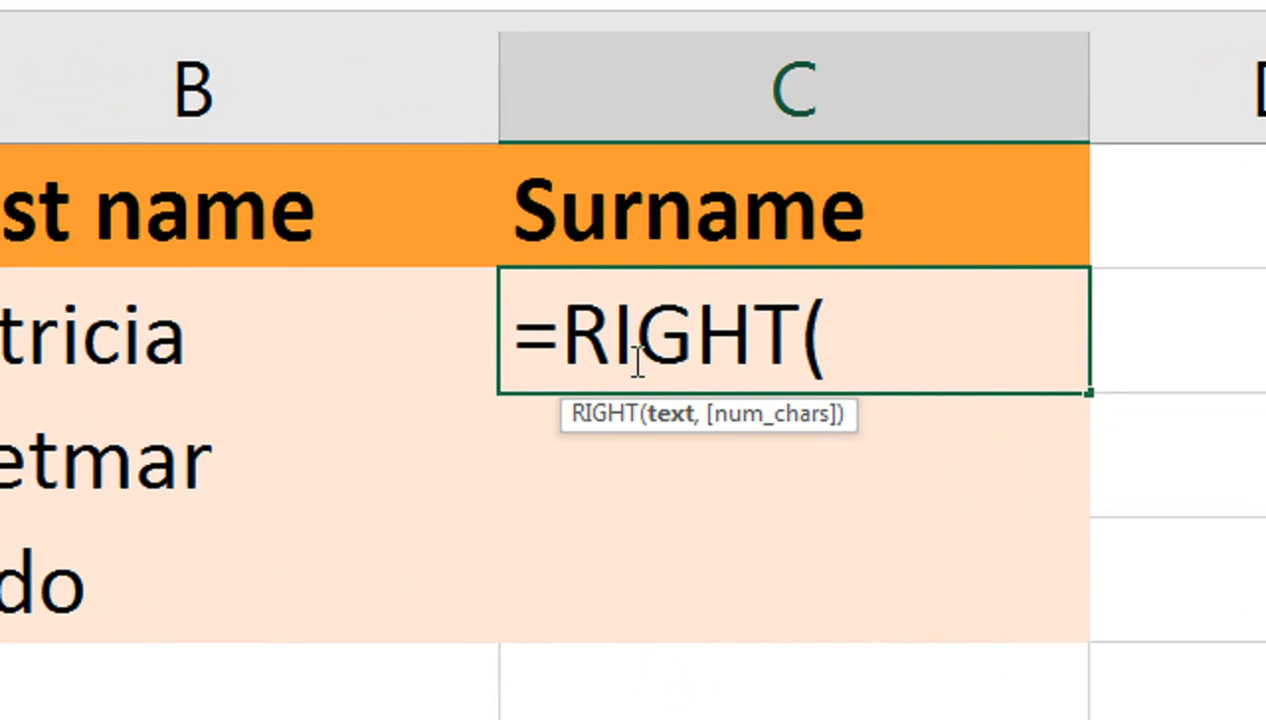 B C
st name Surname
tricia =RIGHT(
RIGHT(text, [num_chars])
etmar
do